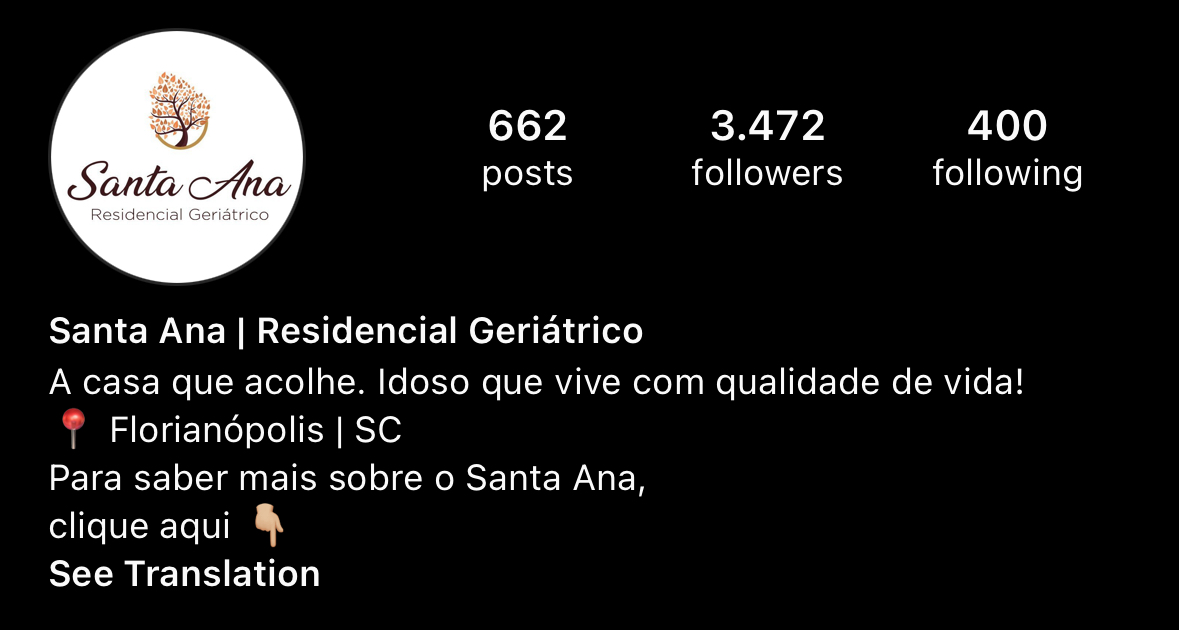 Santa Ana
Residencial Geriátrico
662 3.472 400
posts followers following
Santa Ana | Residencial Geriátrico
A casa que acolhe. Idoso que vive com qualidade de vida!
📍 Florianópolis | SC
Para saber mais sobre o Santa Ana,
clique aqui 👇🏼
See Translation